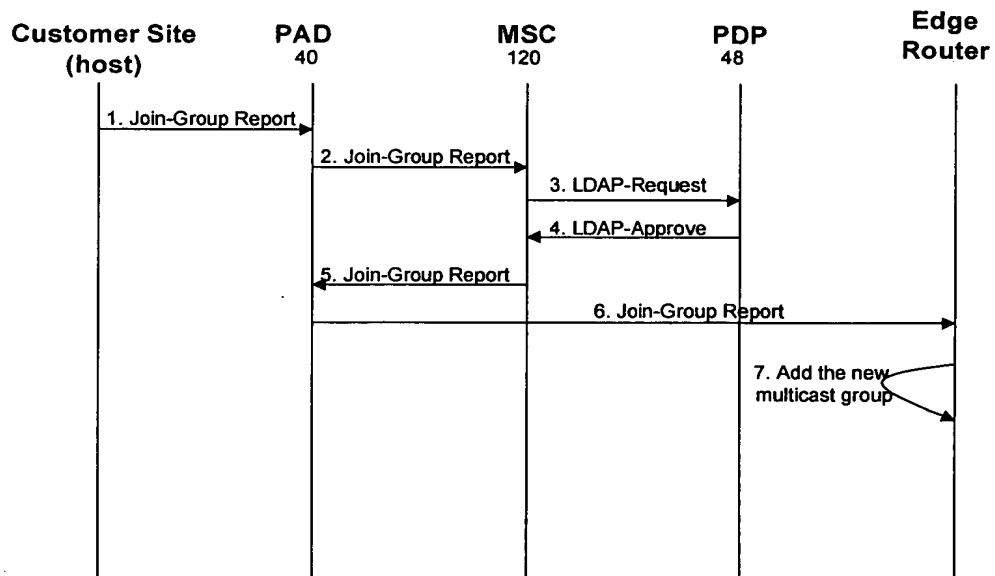 Customer Site
(host)
PAD
40
MSC
120
PDP
48
Edge
Router
1. Join-Group Report
2. Join-Group Report
3. LDAP-Request
4. LDAP-Approve
5. Join-Group Report
6. Join-Group Report
7. Add the new
multicast group